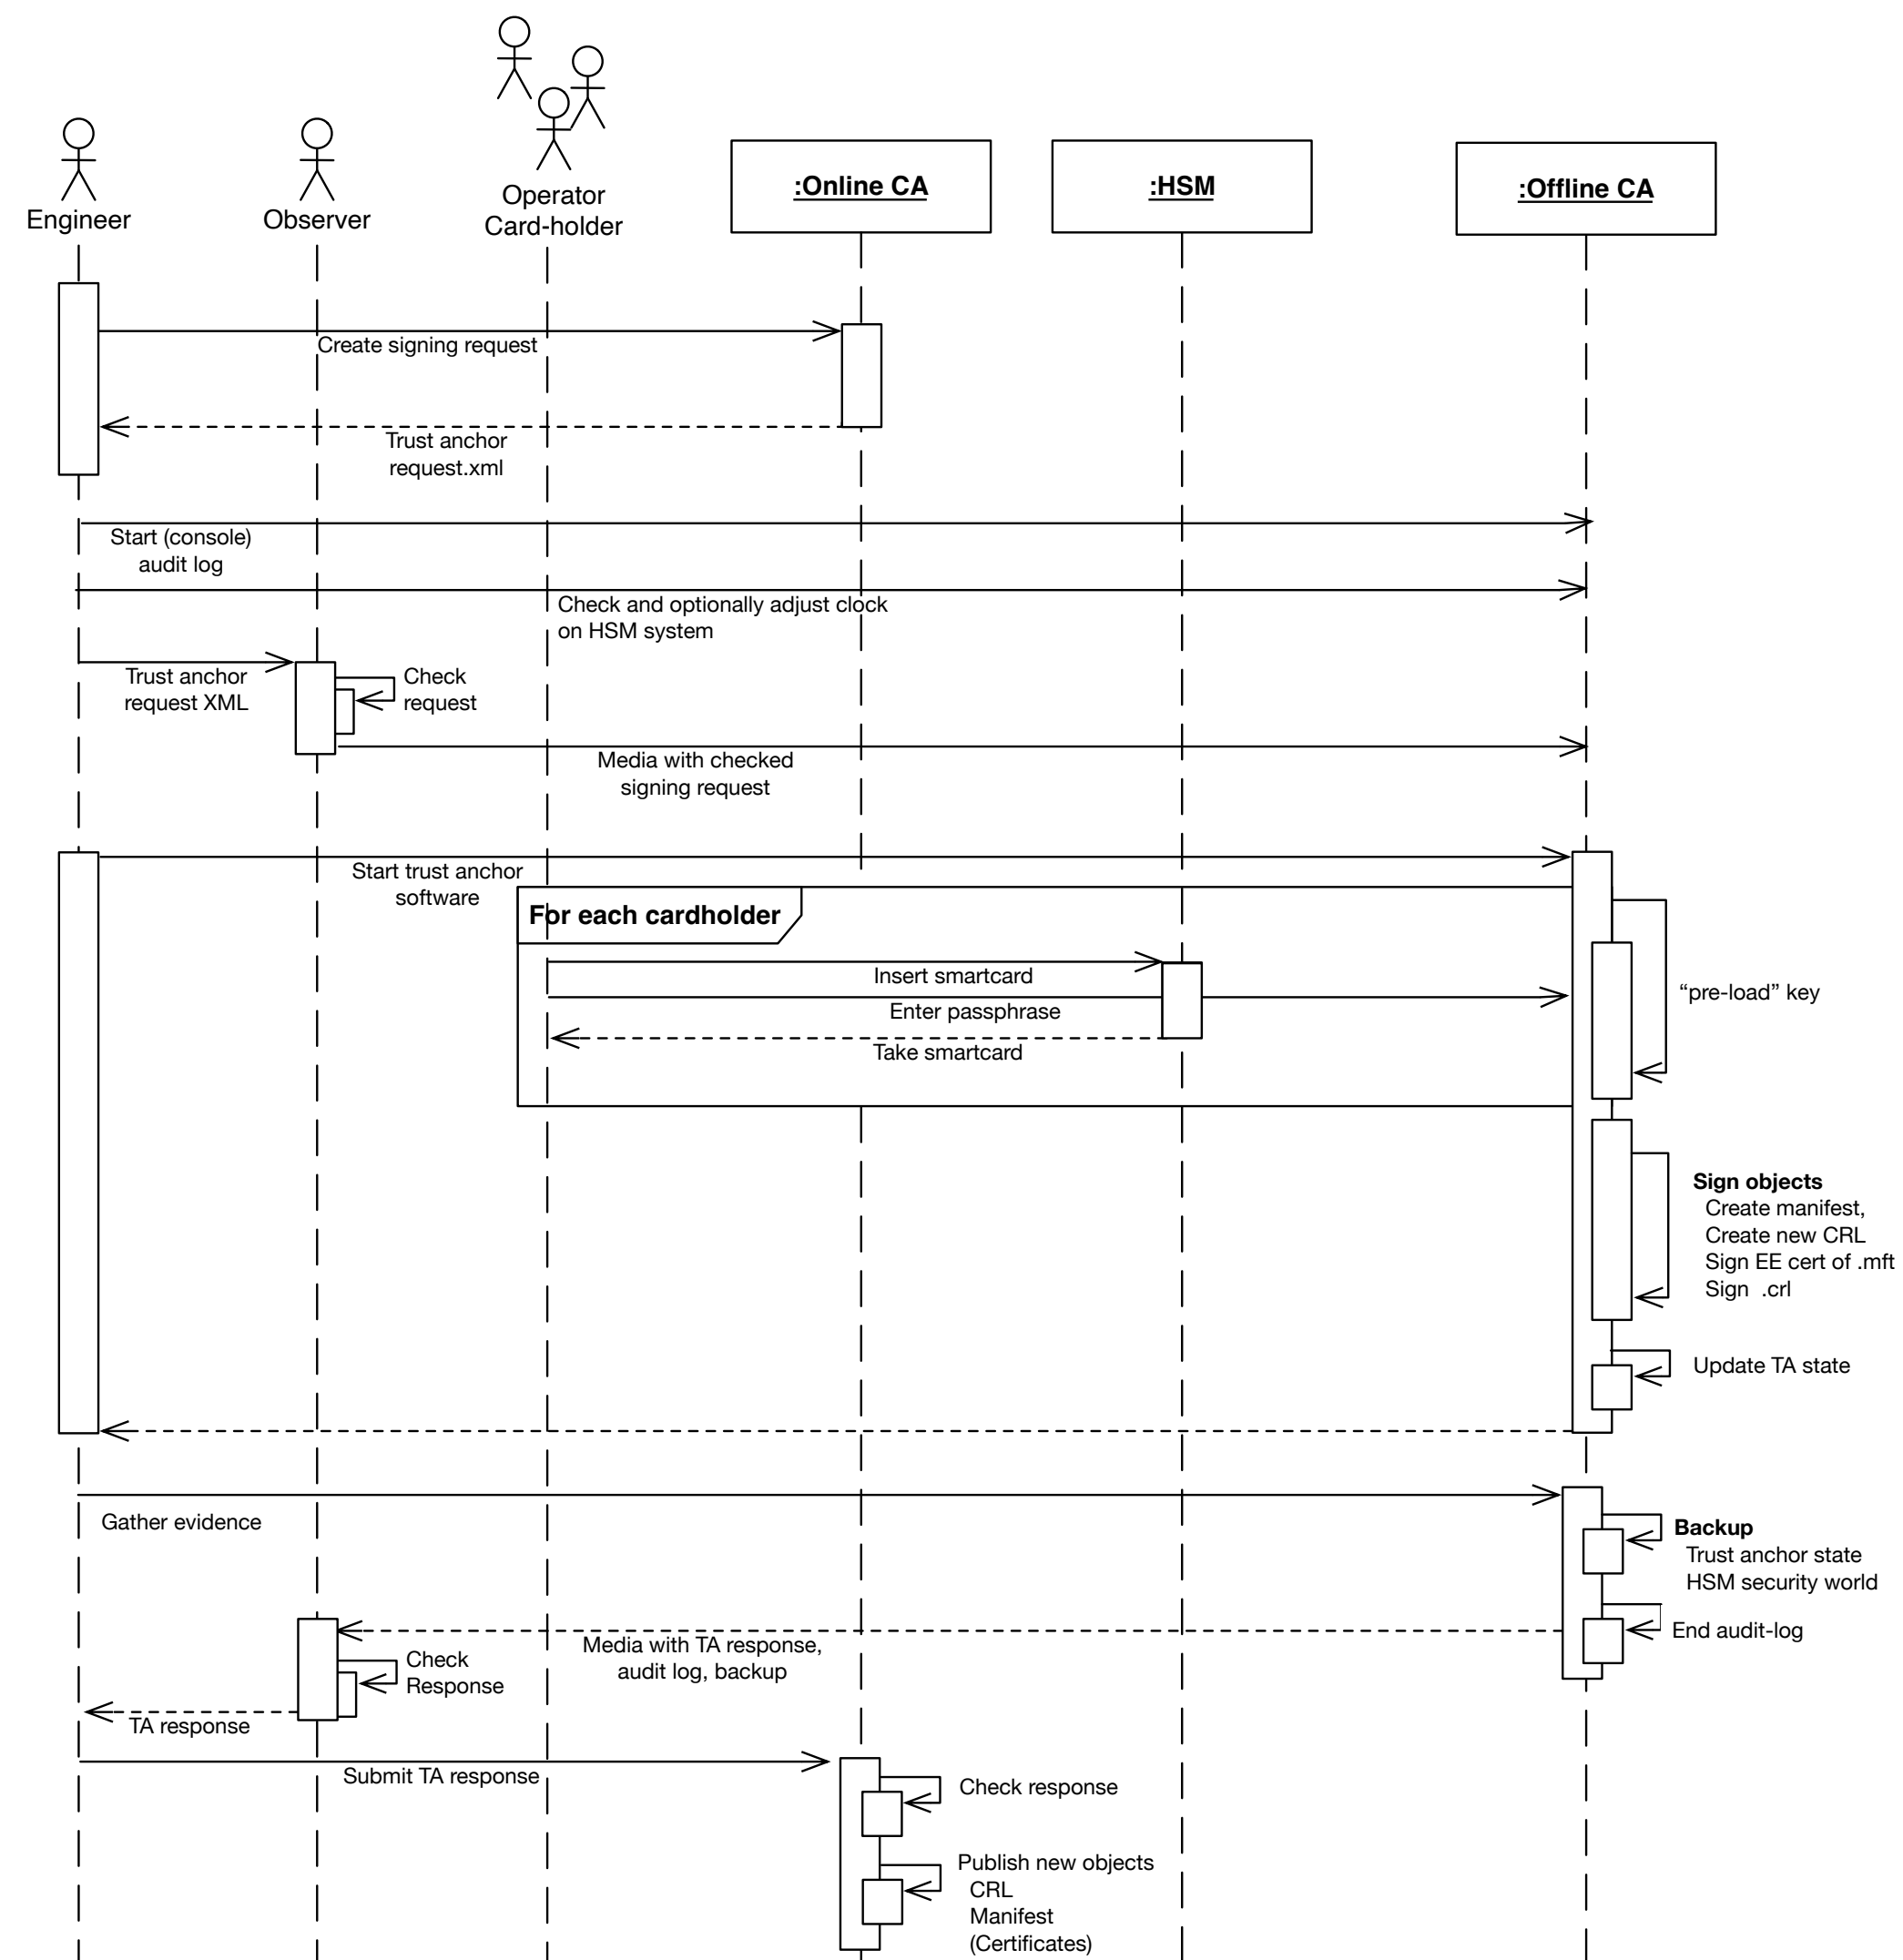 Engineer
Observer
Operator
Card-holder
:Online CA
:HSM
:Offline CA
Create signing request
Trust anchor
request.xml
Start (console)
audit log
Check and optionally adjust clock
on HSM system
Trust anchor
request XML
Check
request
Media with checked
signing request
Start trust anchor
software
For each cardholder
Insert smartcard
Enter passphrase
Take smartcard
“pre-load” key
Sign objects
Create manifest,
Create new CRL
Sign EE cert of .mft
Sign .crl
Update TA state
Gather evidence
Backup
Trust anchor state
HSM security world
End audit-log
Media with TA response,
audit log, backup
Check
Response
TA response
Submit TA response
Check response
Publish new objects
CRL
Manifest
(Certificates)